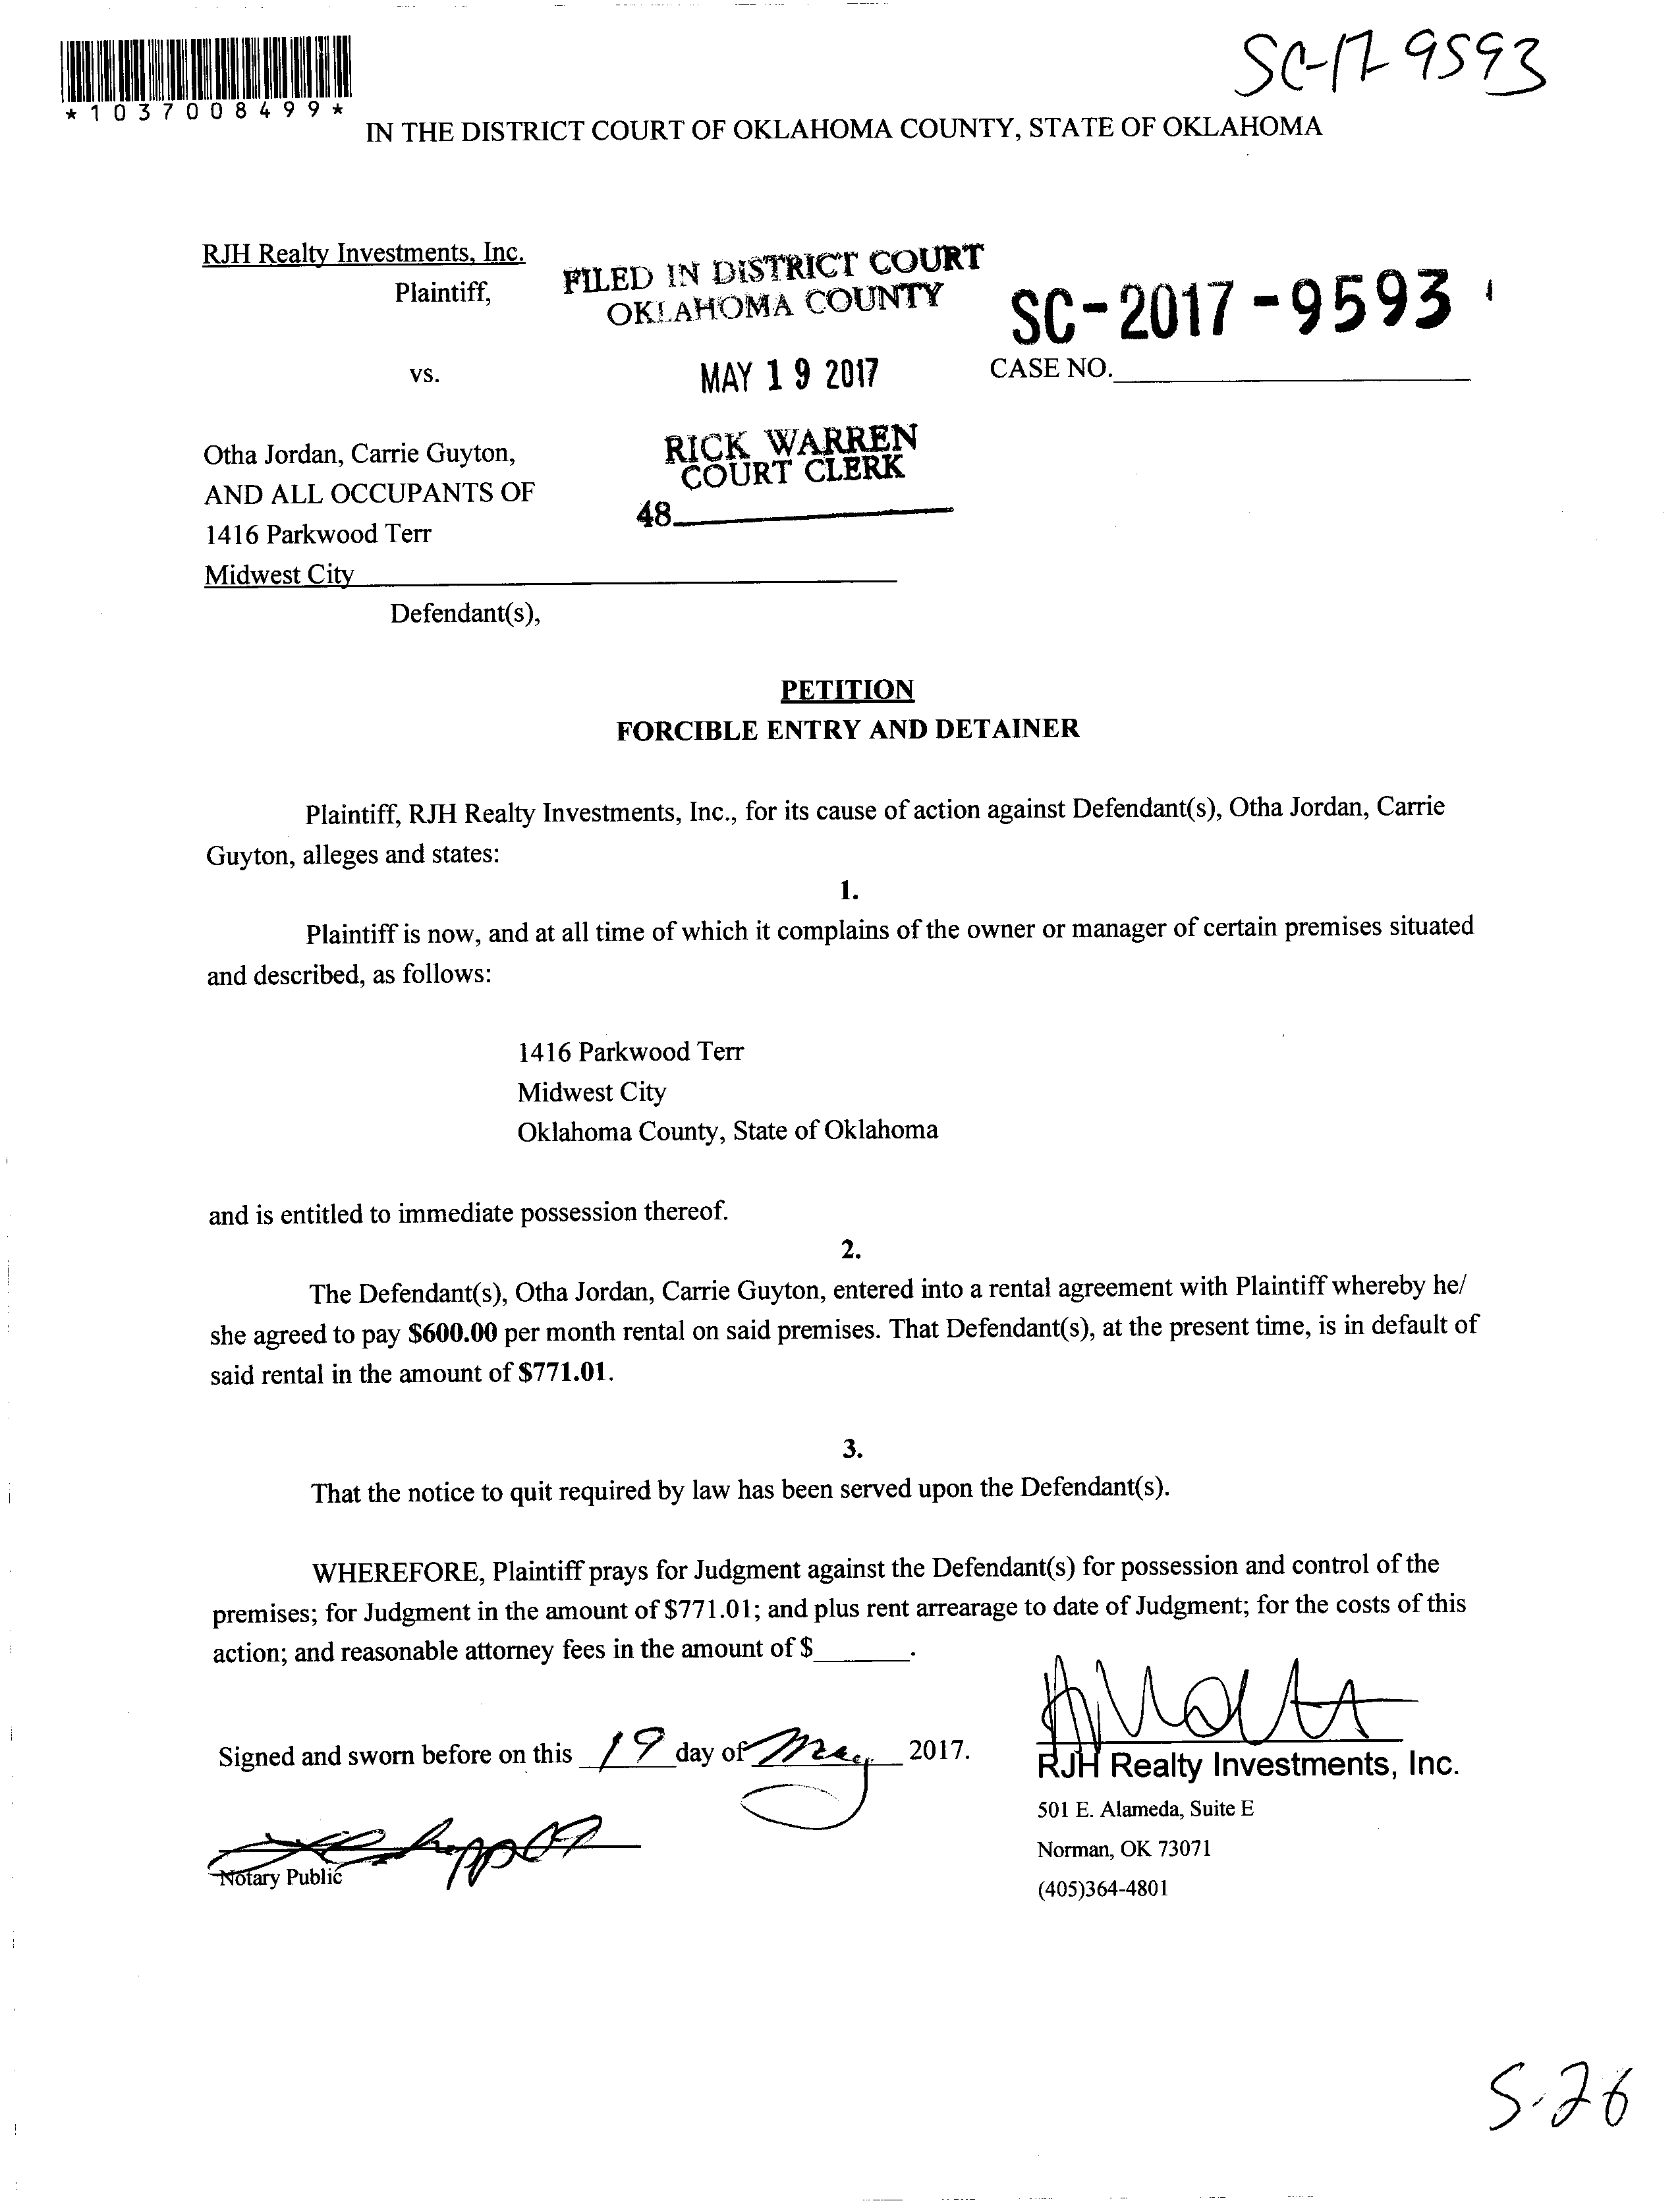 SC-17-9593
*1037008499*
IN THE DISTRICT COURT OF OKLAHOMA COUNTY, STATE OF OKLAHOMA
RJH Realty Investments, Inc.
Plaintiff,
FILED IN DISTRICT COURT
OKLAHOMA COUNTY
SC-2017-9593
vs.
MAY 19 2017
CASE NO.
Otha Jordan, Carrie Guyton,
RICK WARREN
COURT CLERK
AND ALL OCCUPANTS OF
48
1416 Parkwood Terr
Midwest City
Defendant(s),
PETITION
FORCIBLE ENTRY AND DETAINER
Plaintiff, RJH Realty Investments, Inc., for its cause of action against Defendant(s), Otha Jordan, Carrie
Guyton, alleges and states:
1.
Plaintiff is now, and at all time of which it complains of the owner or manager of certain premises situated
and described, as follows:
1416 Parkwood Terr
Midwest City
Oklahoma County, State of Oklahoma
and is entitled to immediate possession thereof.
2.
The Defendant(s), Otha Jordan, Carrie Guyton, entered into a rental agreement with Plaintiff whereby he/
she agreed to pay $600.00 per month rental on said premises. That Defendant(s), at the present time, is in default of
said rental in the amount of $771.01.
3.
That the notice to quit required by law has been served upon the Defendant(s).
WHEREFORE, Plaintiff prays for Judgment against the Defendant(s) for possession and control of the
premises; for Judgment in the amount of $771.01; and plus rent arrearage to date of Judgment; for the costs of this
action; and reasonable attorney fees in the amount of $______.
Signed and sworn before on this 19 day of May 2017.
RJH Realty Investments, Inc.
501 E. Alameda, Suite E
Norman, OK 73071
(405)364-4801
Notary Public
5-26